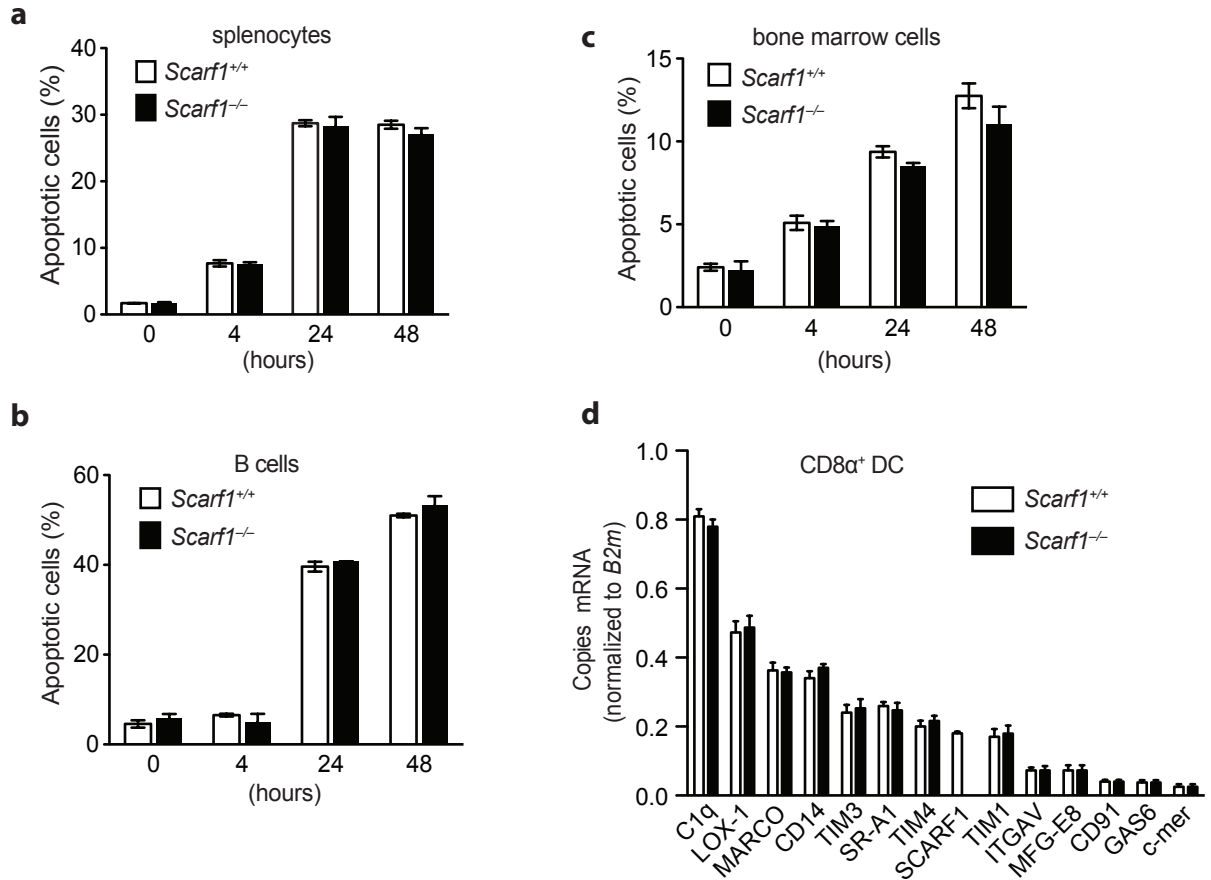 a
splenocytes
Scarf1+/+
Scarf1–/–
Apoptotic cells (%)
40
30
20
10
0
0 4 24 48
(hours)
b
B cells
Scarf1+/+
Scarf1–/–
Apoptotic cells (%)
60
40
20
0
0 4 24 48
(hours)
c
bone marrow cells
Scarf1+/+
Scarf1–/–
Apoptotic cells (%)
15
10
5
0
0 4 24 48
(hours)
d
CD8α+ DC
Scarf1+/+
Scarf1–/–
Copies mRNA
(normalized to B2m)
1.0
0.8
0.6
0.4
0.2
0.0
C1q
LOX-1
MARCO
CD14
TIM3
SR-A1
TIM4
SCARF1
TIM1
ITGAV
MFG-E8
CD91
GAS6
c-mer